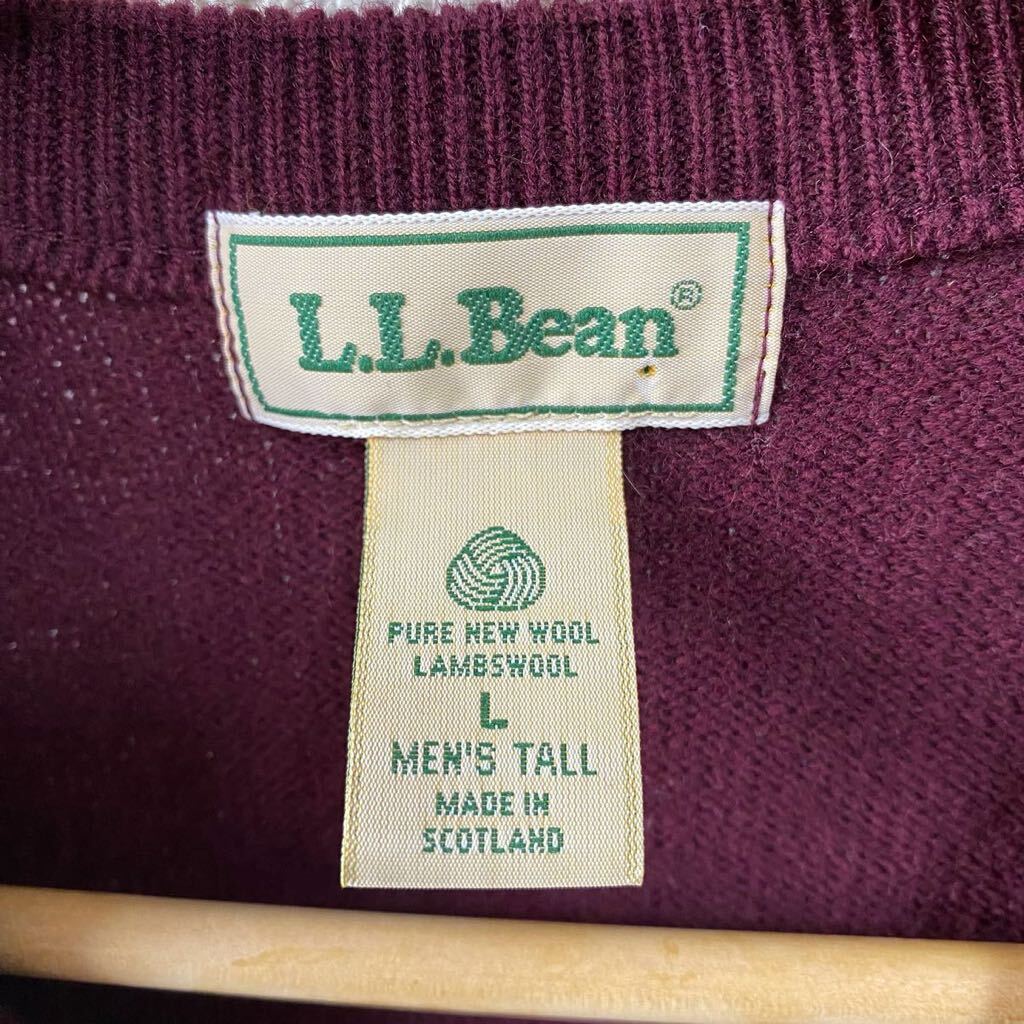 L.L.Bean®
PURE NEW WOOL
LAMBSWOOL
L
MEN'S TALL
MADE IN
SCOTLAND